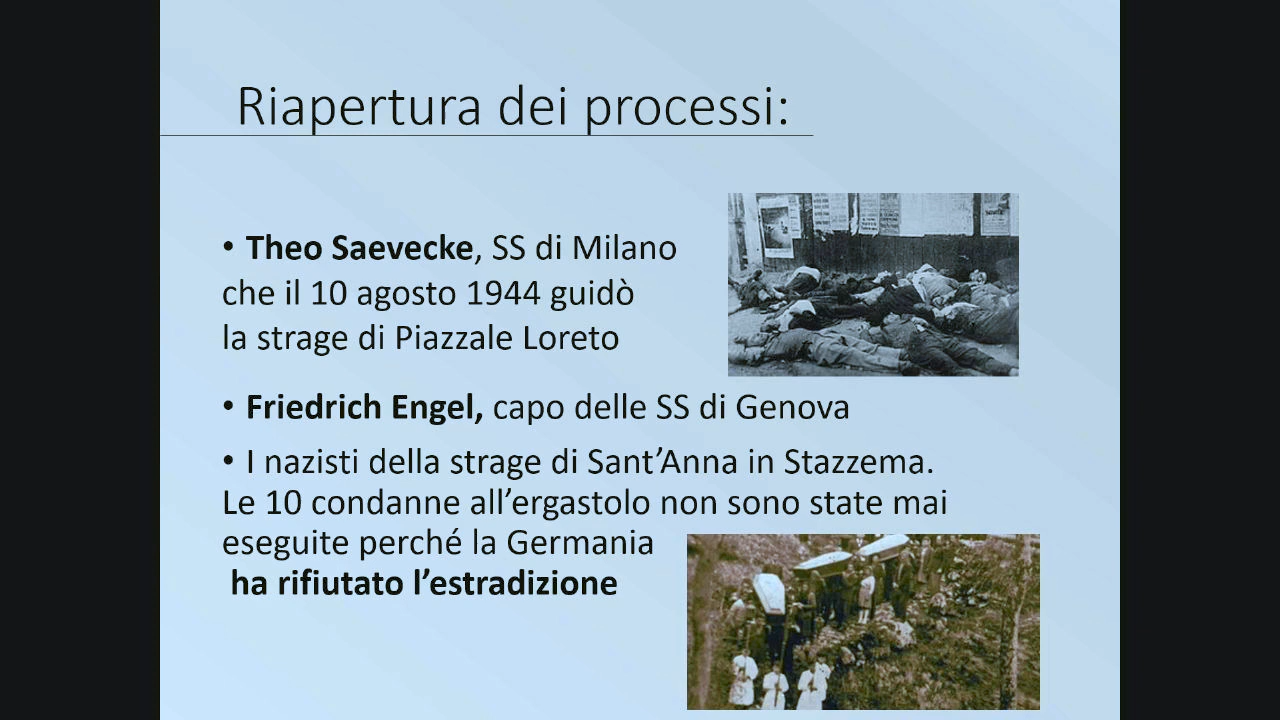 Riapertura dei processi:
• Theo Saevecke, SS di Milano
che il 10 agosto 1944 guidò
la strage di Piazzale Loreto
• Friedrich Engel, capo delle SS di Genova
• I nazisti della strage di Sant’Anna in Stazzema.
Le 10 condanne all’ergastolo non sono state mai
eseguite perché la Germania
ha rifiutato l’estradizione